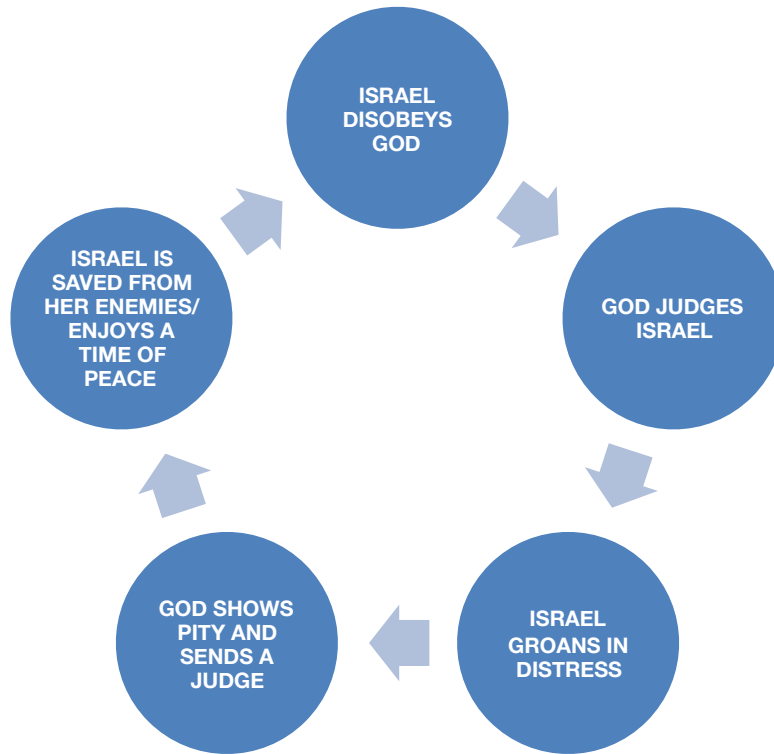 ISRAEL
DISOBEYS
GOD
GOD JUDGES
ISRAEL
ISRAEL
GROANS IN
DISTRESS
GOD SHOWS
PITY AND
SENDS A
JUDGE
ISRAEL IS
SAVED FROM
HER ENEMIES/
ENJOYS A
TIME OF
PEACE